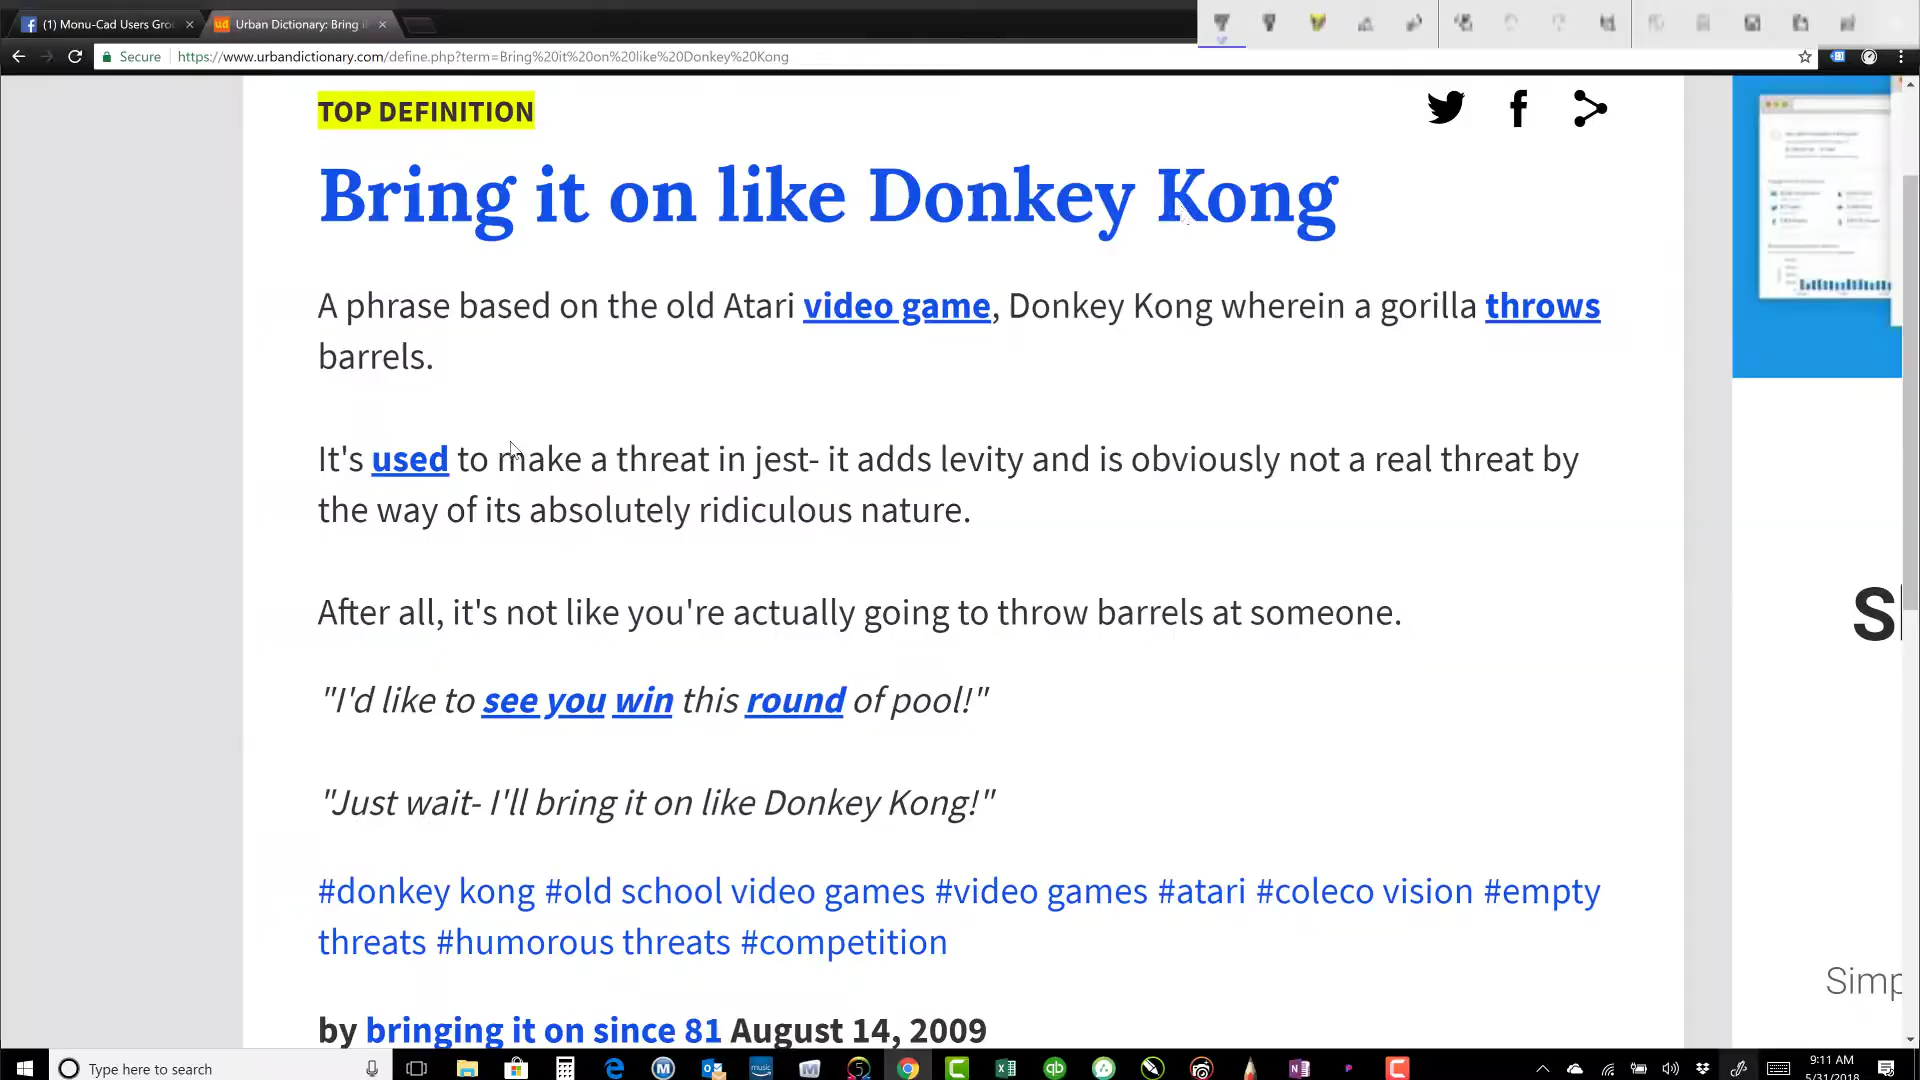 (1) Monu-Cad Users Gro
Urban Dictionary: Bring i
Secure
https://www.urbandictionary.com/define.php?term=Bring%20it%20on%20like%20Donkey%20Kong
TOP DEFINITION
Bring it on like Donkey Kong
A phrase based on the old Atari video game, Donkey Kong wherein a gorilla throws
barrels.
It's used to make a threat in jest- it adds levity and is obviously not a real threat by
the way of its absolutely ridiculous nature.
After all, it's not like you're actually going to throw barrels at someone.
"I'd like to see you win this round of pool!"
"Just wait- I'll bring it on like Donkey Kong!"
#donkey kong #old school video games #video games #atari #coleco vision #empty
threats #humorous threats #competition
by bringing it on since 81 August 14, 2009
S
Simp
Type here to search
9:11 AM
5/31/2018